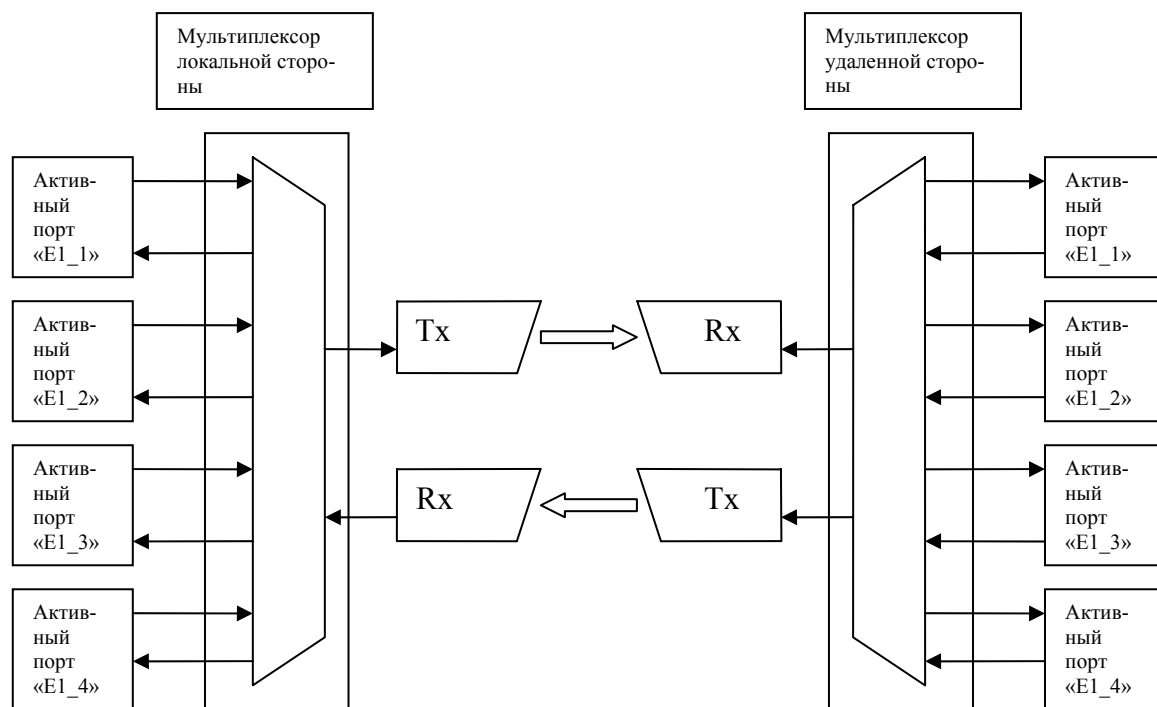 Мультиплексор
локальной сторо-
ны
Мультиплексор
удаленной сторо-
ны
Актив-
ный
порт
«E1_1»
Актив-
ный
порт
«E1_1»
Актив-
ный
порт
«E1_2»
Tx
Rx
Актив-
ный
порт
«E1_2»
Актив-
ный
порт
«E1_3»
Rx
Tx
Актив-
ный
порт
«E1_3»
Актив-
ный
порт
«E1_4»
Актив-
ный
порт
«E1_4»